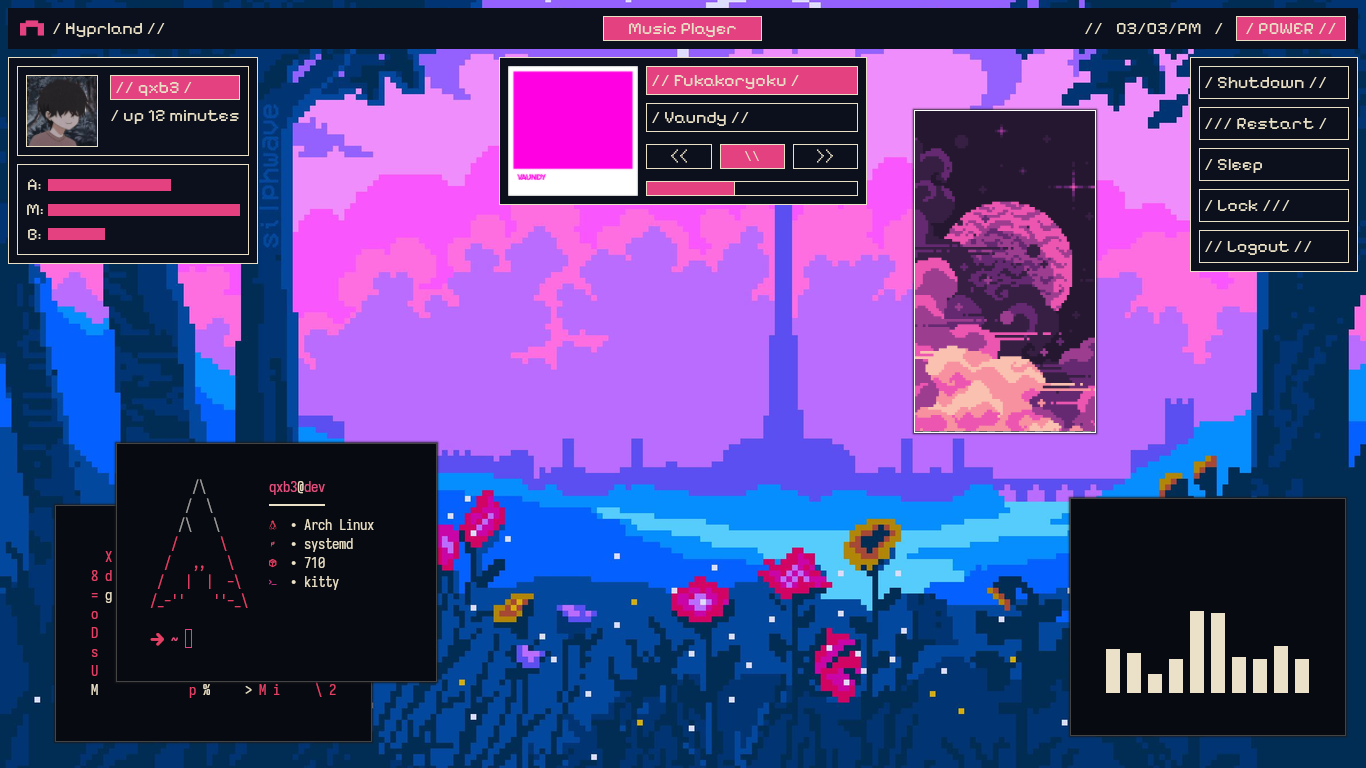 / Hyprland //
Music Player
// 03/03/PM /
/ POWER //
// qxb3 /
/ up 12 minutes
A:
M:
B:
silphwave
VAUNDY
// Fukakoryoku /
/ Vaundy //
<<
\\
>>
/ Shutdown //
/// Restart /
/ Sleep
/ Lock ///
// Logout //
qxb3@dev
• Arch Linux
• systemd
• 710
• kitty
➜ ~
X
8 d
= g
o
D
s
U
M p % > M i \ 2